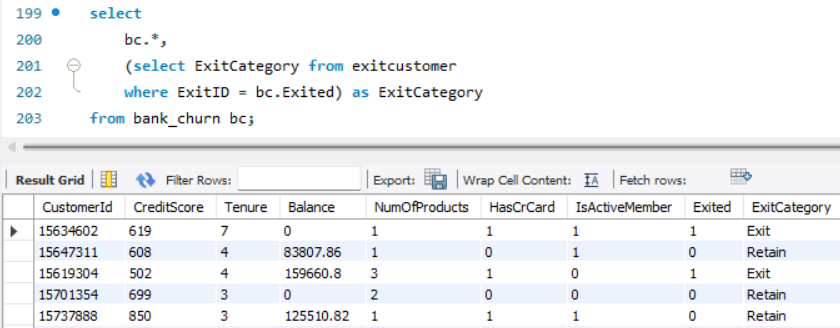 199 select
200 bc.*,
201 (select ExitCategory from exitcustomer
202 where ExitID = bc.Exited) as ExitCategory
203 from bank_churn bc;
Result Grid Filter Rows: Export: Wrap Cell Content: IA Fetch rows:
CustomerId CreditScore Tenure Balance NumOfProducts HasCrCard IsActiveMember Exited ExitCategory
15634602 619 7 0 1 1 1 1 Exit
15647311 608 4 83807.86 1 0 1 0 Retain
15619304 502 4 159660.8 3 1 0 1 Exit
15701354 699 3 0 2 0 0 0 Retain
15737888 850 3 125510.82 1 1 1 0 Retain